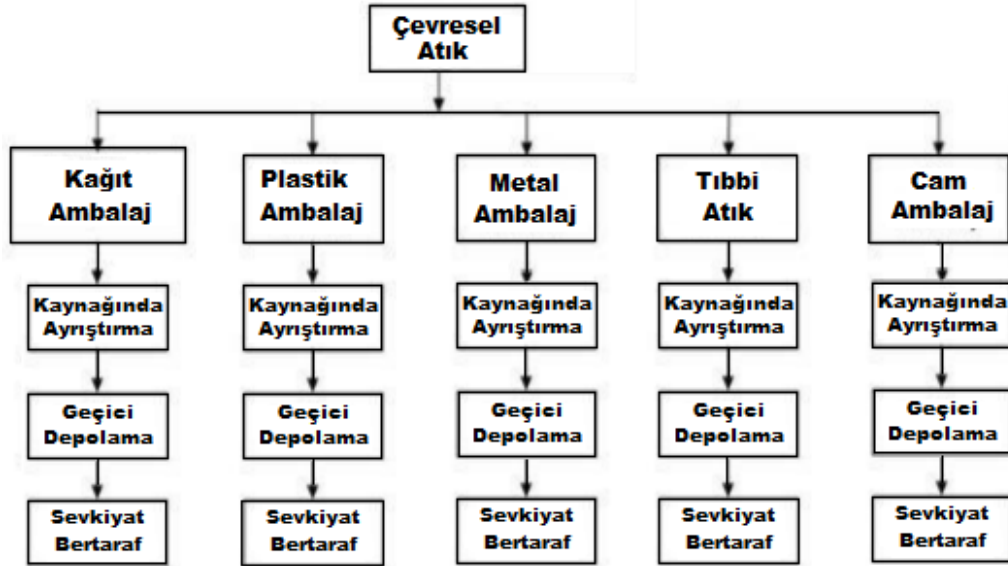 Çevresel
Atık
Kağıt
Ambalaj
Plastik
Ambalaj
Metal
Ambalaj
Tıbbi
Atık
Cam
Ambalaj
Kaynağında
Ayrıştırma
Kaynağında
Ayrıştırma
Kaynağında
Ayrıştırma
Kaynağında
Ayrıştırma
Kaynağında
Ayrıştırma
Geçici
Depolama
Geçici
Depolama
Geçici
Depolama
Geçici
Depolama
Geçici
Depolama
Sevkiyat
Bertaraf
Sevkiyat
Bertaraf
Sevkiyat
Bertaraf
Sevkiyat
Bertaraf
Sevkiyat
Bertaraf